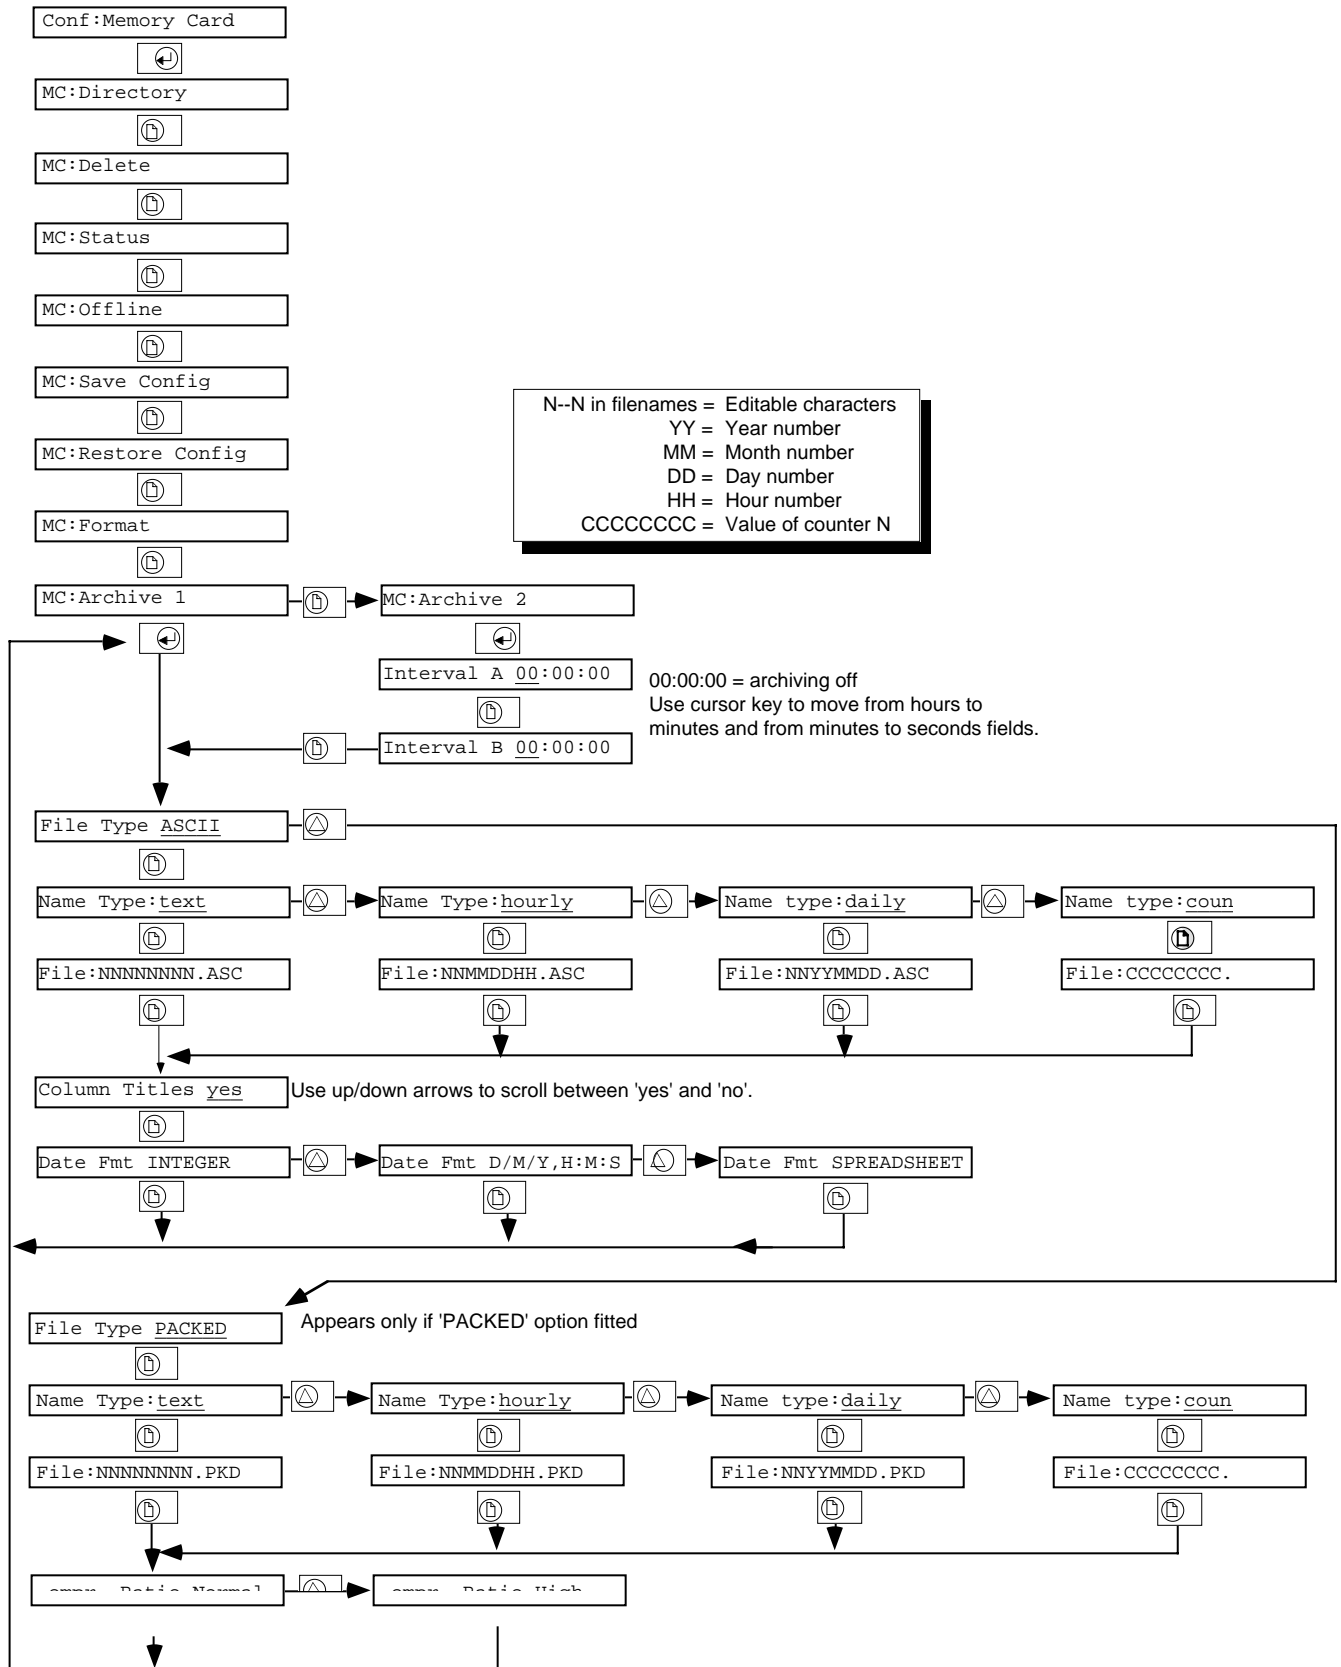 Conf:Memory Card
MC:Directory
MC:Delete
MC:Status
MC:Offline
MC:Save Config
MC:Restore Config
MC:Format
N--N in filenames = Editable characters
YY = Year number
MM = Month number
DD = Day number
HH = Hour number
CCCCCCCC = Value of counter N
MC:Archive 1
MC:Archive 2
Interval A 00:00:00
00:00:00 = archiving off
Use cursor key to move from hours to
minutes and from minutes to seconds fields.
Interval B 00:00:00
File Type ASCII
Name Type:text
Name Type:hourly
Name type:daily
Name type:coun
File:NNNNNNNN.ASC
File:NNMMDDHH.ASC
File:NNYYMMDD.ASC
File:CCCCCCCC.
Column Titles yes
Use up/down arrows to scroll between 'yes' and 'no'.
Date Fmt INTEGER
Date Fmt D/M/Y,H:M:S
Date Fmt SPREADSHEET
File Type PACKED
Appears only if 'PACKED' option fitted
Name Type:text
Name Type:hourly
Name type:daily
Name type:coun
File:NNNNNNNN.PKD
File:NNMMDDHH.PKD
File:NNYYMMDD.PKD
File:CCCCCCCC.
ompr. Ratio Normal
ompr. Ratio High